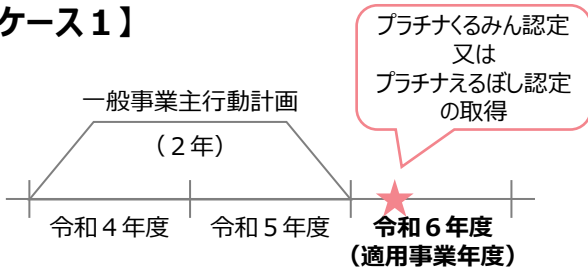 ケース１】
プラチナくるみん認定
又は
プラチナえるぼし認定
の取得
一般事業主行動計画
（２年）
令和４年度
令和５年度
令和６年度
（適用事業年度）